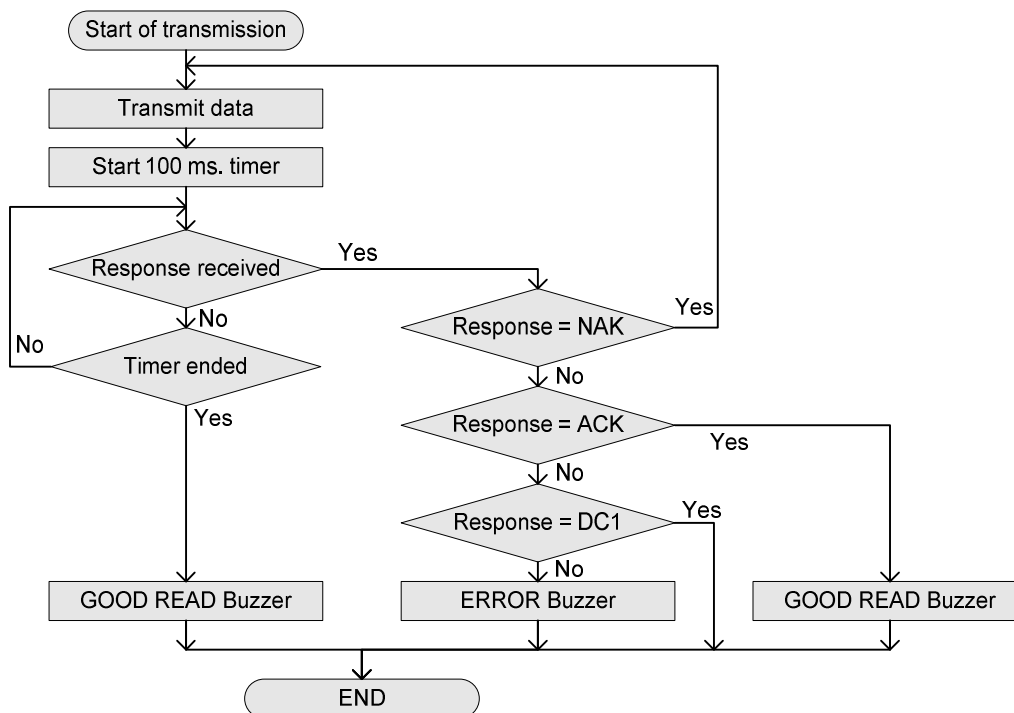 Start of transmission
Transmit data
Start 100 ms. timer
Response received
Yes
No
Timer ended
No
Yes
Response = NAK
Yes
No
Response = ACK
Yes
No
Response = DC1
Yes
No
GOOD READ Buzzer
ERROR Buzzer
GOOD READ Buzzer
END